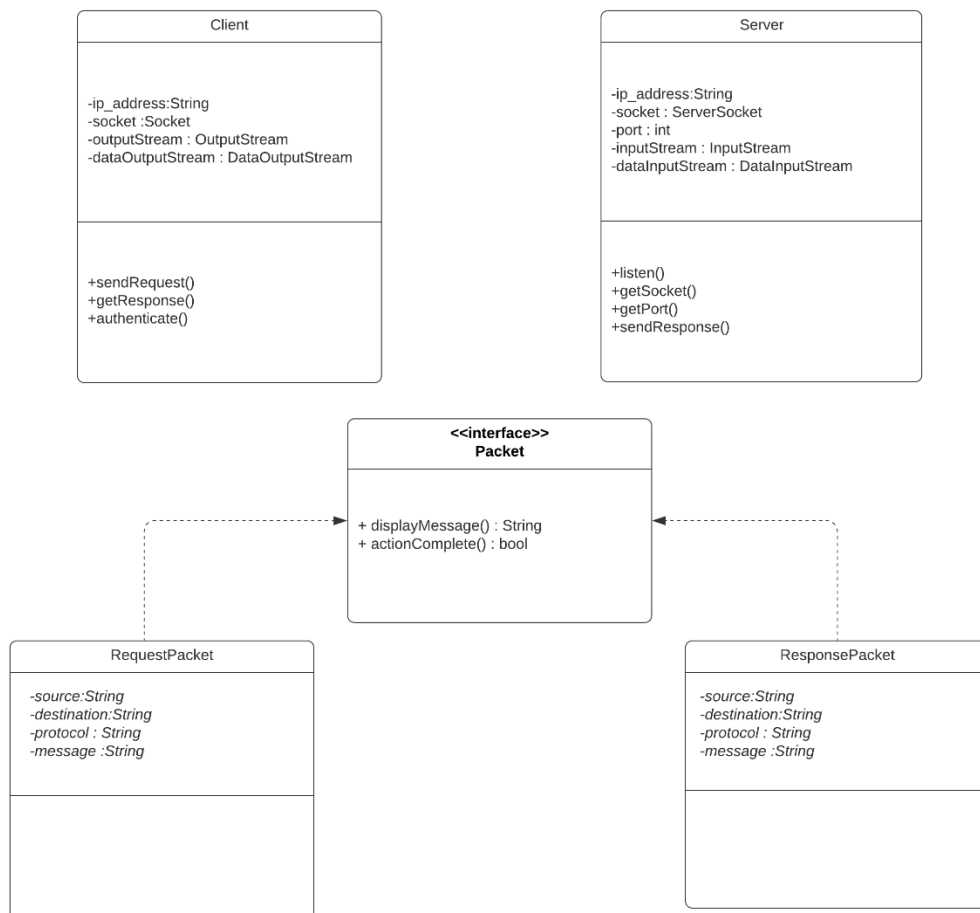 Client
-ip_address:String
-socket :Socket
-outputStream : OutputStream
-dataOutputStream : DataOutputStream
+sendRequest()
+getResponse()
+authenticate()
Server
-ip_address:String
-socket : ServerSocket
-port : int
-inputStream : InputStream
-dataInputStream : DataInputStream
+listen()
+getSocket()
+getPort()
+sendResponse()
<<interface>>
Packet
+ displayMessage() : String
+ actionComplete() : bool
RequestPacket
-source:String
-destination:String
-protocol : String
-message :String
ResponsePacket
-source:String
-destination:String
-protocol : String
-message :String